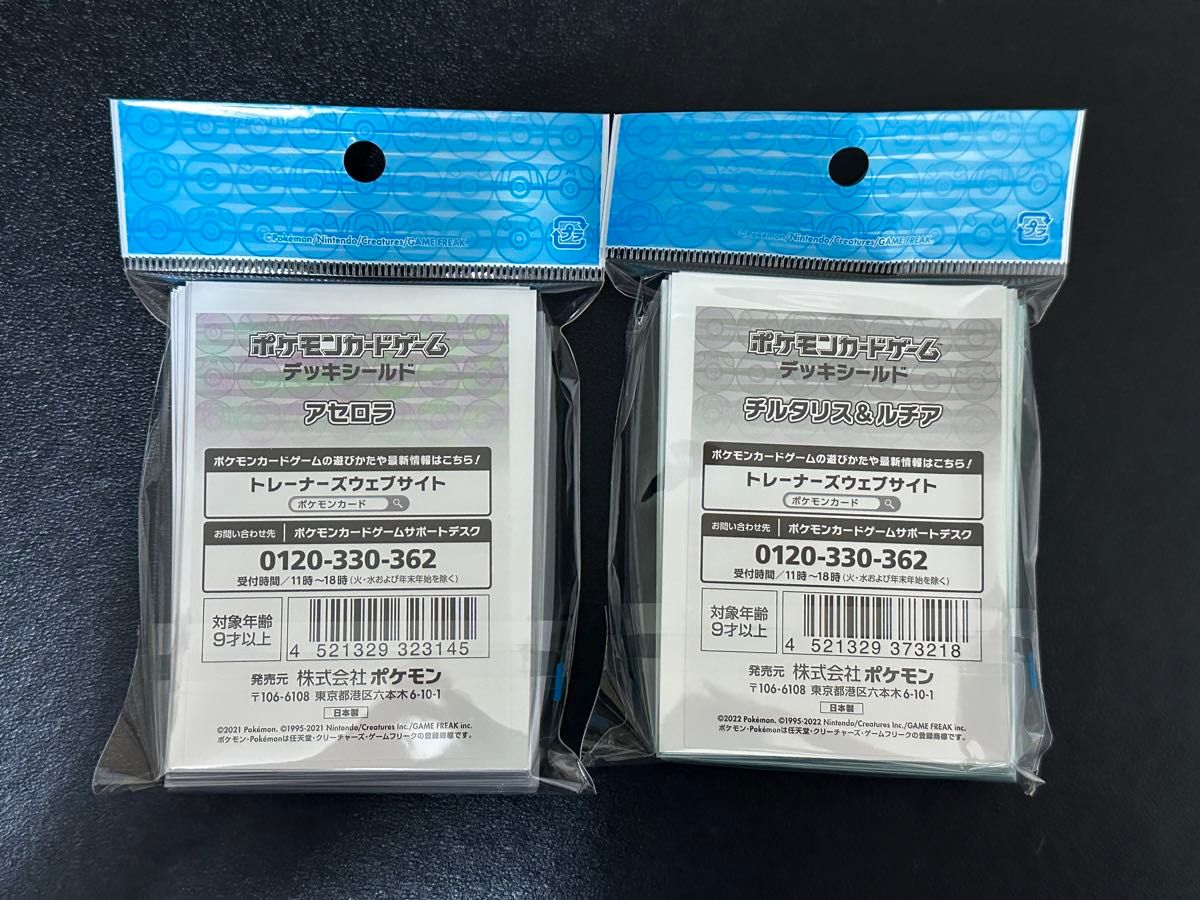 ©Pokémon/Nintendo/Creatures/GAME FREAK.
プラ
ポケモンカードゲーム
デッキシールド
アセロラ
ポケモンカードゲームの遊びかたや最新情報はこちら!
トレーナーズウェブサイト
ポケモンカード
お問い合わせ先 ポケモンカードゲームサポートデスク
0120-330-362
受付時間/11時〜18時(火・水および年末年始を除く)
対象年齢
9才以上
4 521329 323145
発売元 株式会社 ポケモン
〒106-6108 東京都港区六本木6-10-1
日本製
©2021 Pokémon. ©1995-2021 Nintendo/Creatures Inc./GAME FREAK inc.
ポケモン・Pokémonは任天堂・クリーチャーズ・ゲームフリークの登録商標です。
©Pokémon/Nintendo/Creatures/GAME FREAK.
プラ
ポケモンカードゲーム
デッキシールド
チルタリス&ルチア
ポケモンカードゲームの遊びかたや最新情報はこちら!
トレーナーズウェブサイト
ポケモンカード
お問い合わせ先 ポケモンカードゲームサポートデスク
0120-330-362
受付時間/11時〜18時(火・水および年末年始を除く)
対象年齢
9才以上
4 521329 373218
発売元 株式会社 ポケモン
〒106-6108 東京都港区六本木6-10-1
日本製
©2022 Pokémon. ©1995-2022 Nintendo/Creatures Inc./GAME FREAK inc.
ポケモン・Pokémonは任天堂・クリーチャーズ・ゲームフリークの登録商標です。